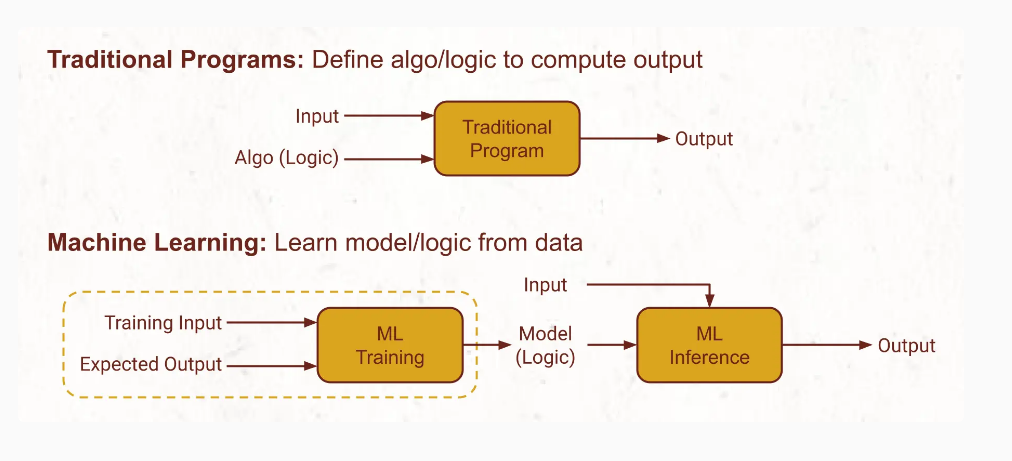 Traditional Programs: Define algo/logic to compute output
Input
Algo (Logic)
Traditional
Program
Output
Machine Learning: Learn model/logic from data
Training Input
Expected Output
ML
Training
Model
(Logic)
Input
ML
Inference
Output